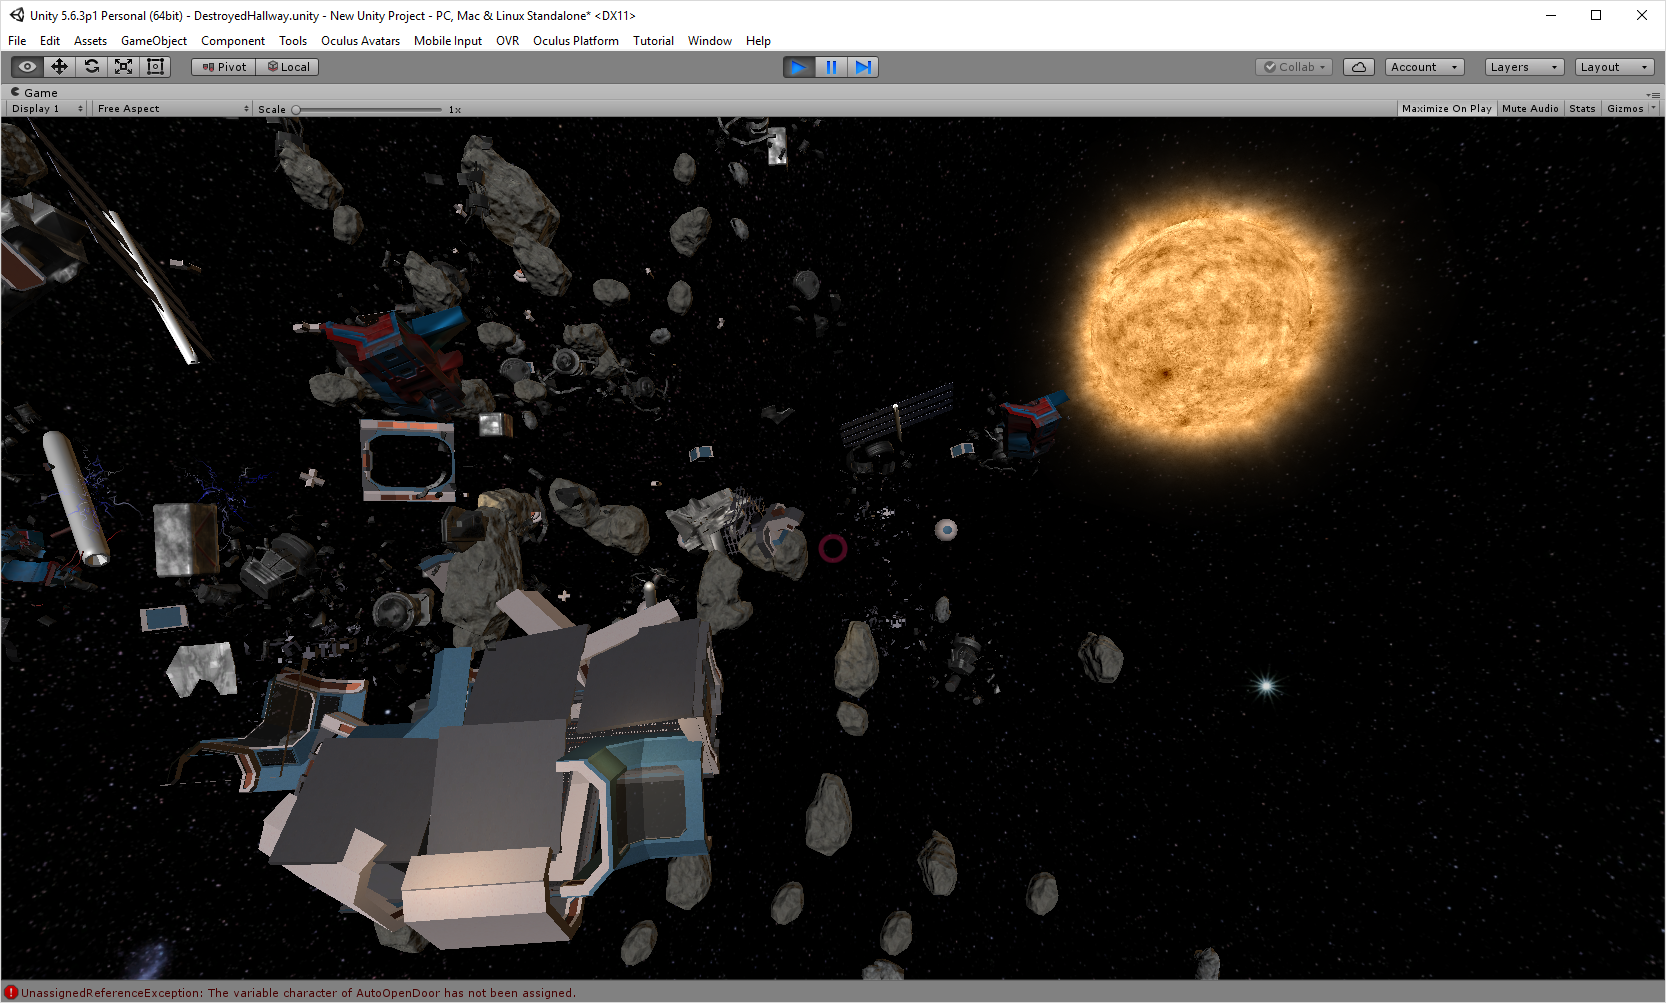 Unity 5.6.3p1 Personal (64bit) - DestroyedHallway.unity - New Unity Project - PC, Mac & Linux Standalone* <DX11>
File Edit Assets GameObject Component Tools Oculus Avatars Mobile Input OVR Oculus Platform Tutorial Window Help
Pivot Local Collab Account Layers Layout
Game
Display 1 Free Aspect Scale 1x Maximize On Play Mute Audio Stats Gizmos
UnassignedReferenceException: The variable character of AutoOpenDoor has not been assigned.